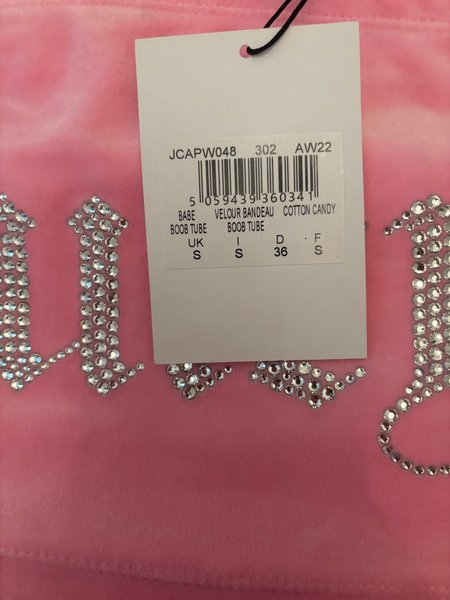 JCAPW048 302 AW22
5 059439 360341
BABE VELOUR BANDEAU COTTON CANDY
BOOB TUBE BOOB TUBE
UK I D F
S S 36 S